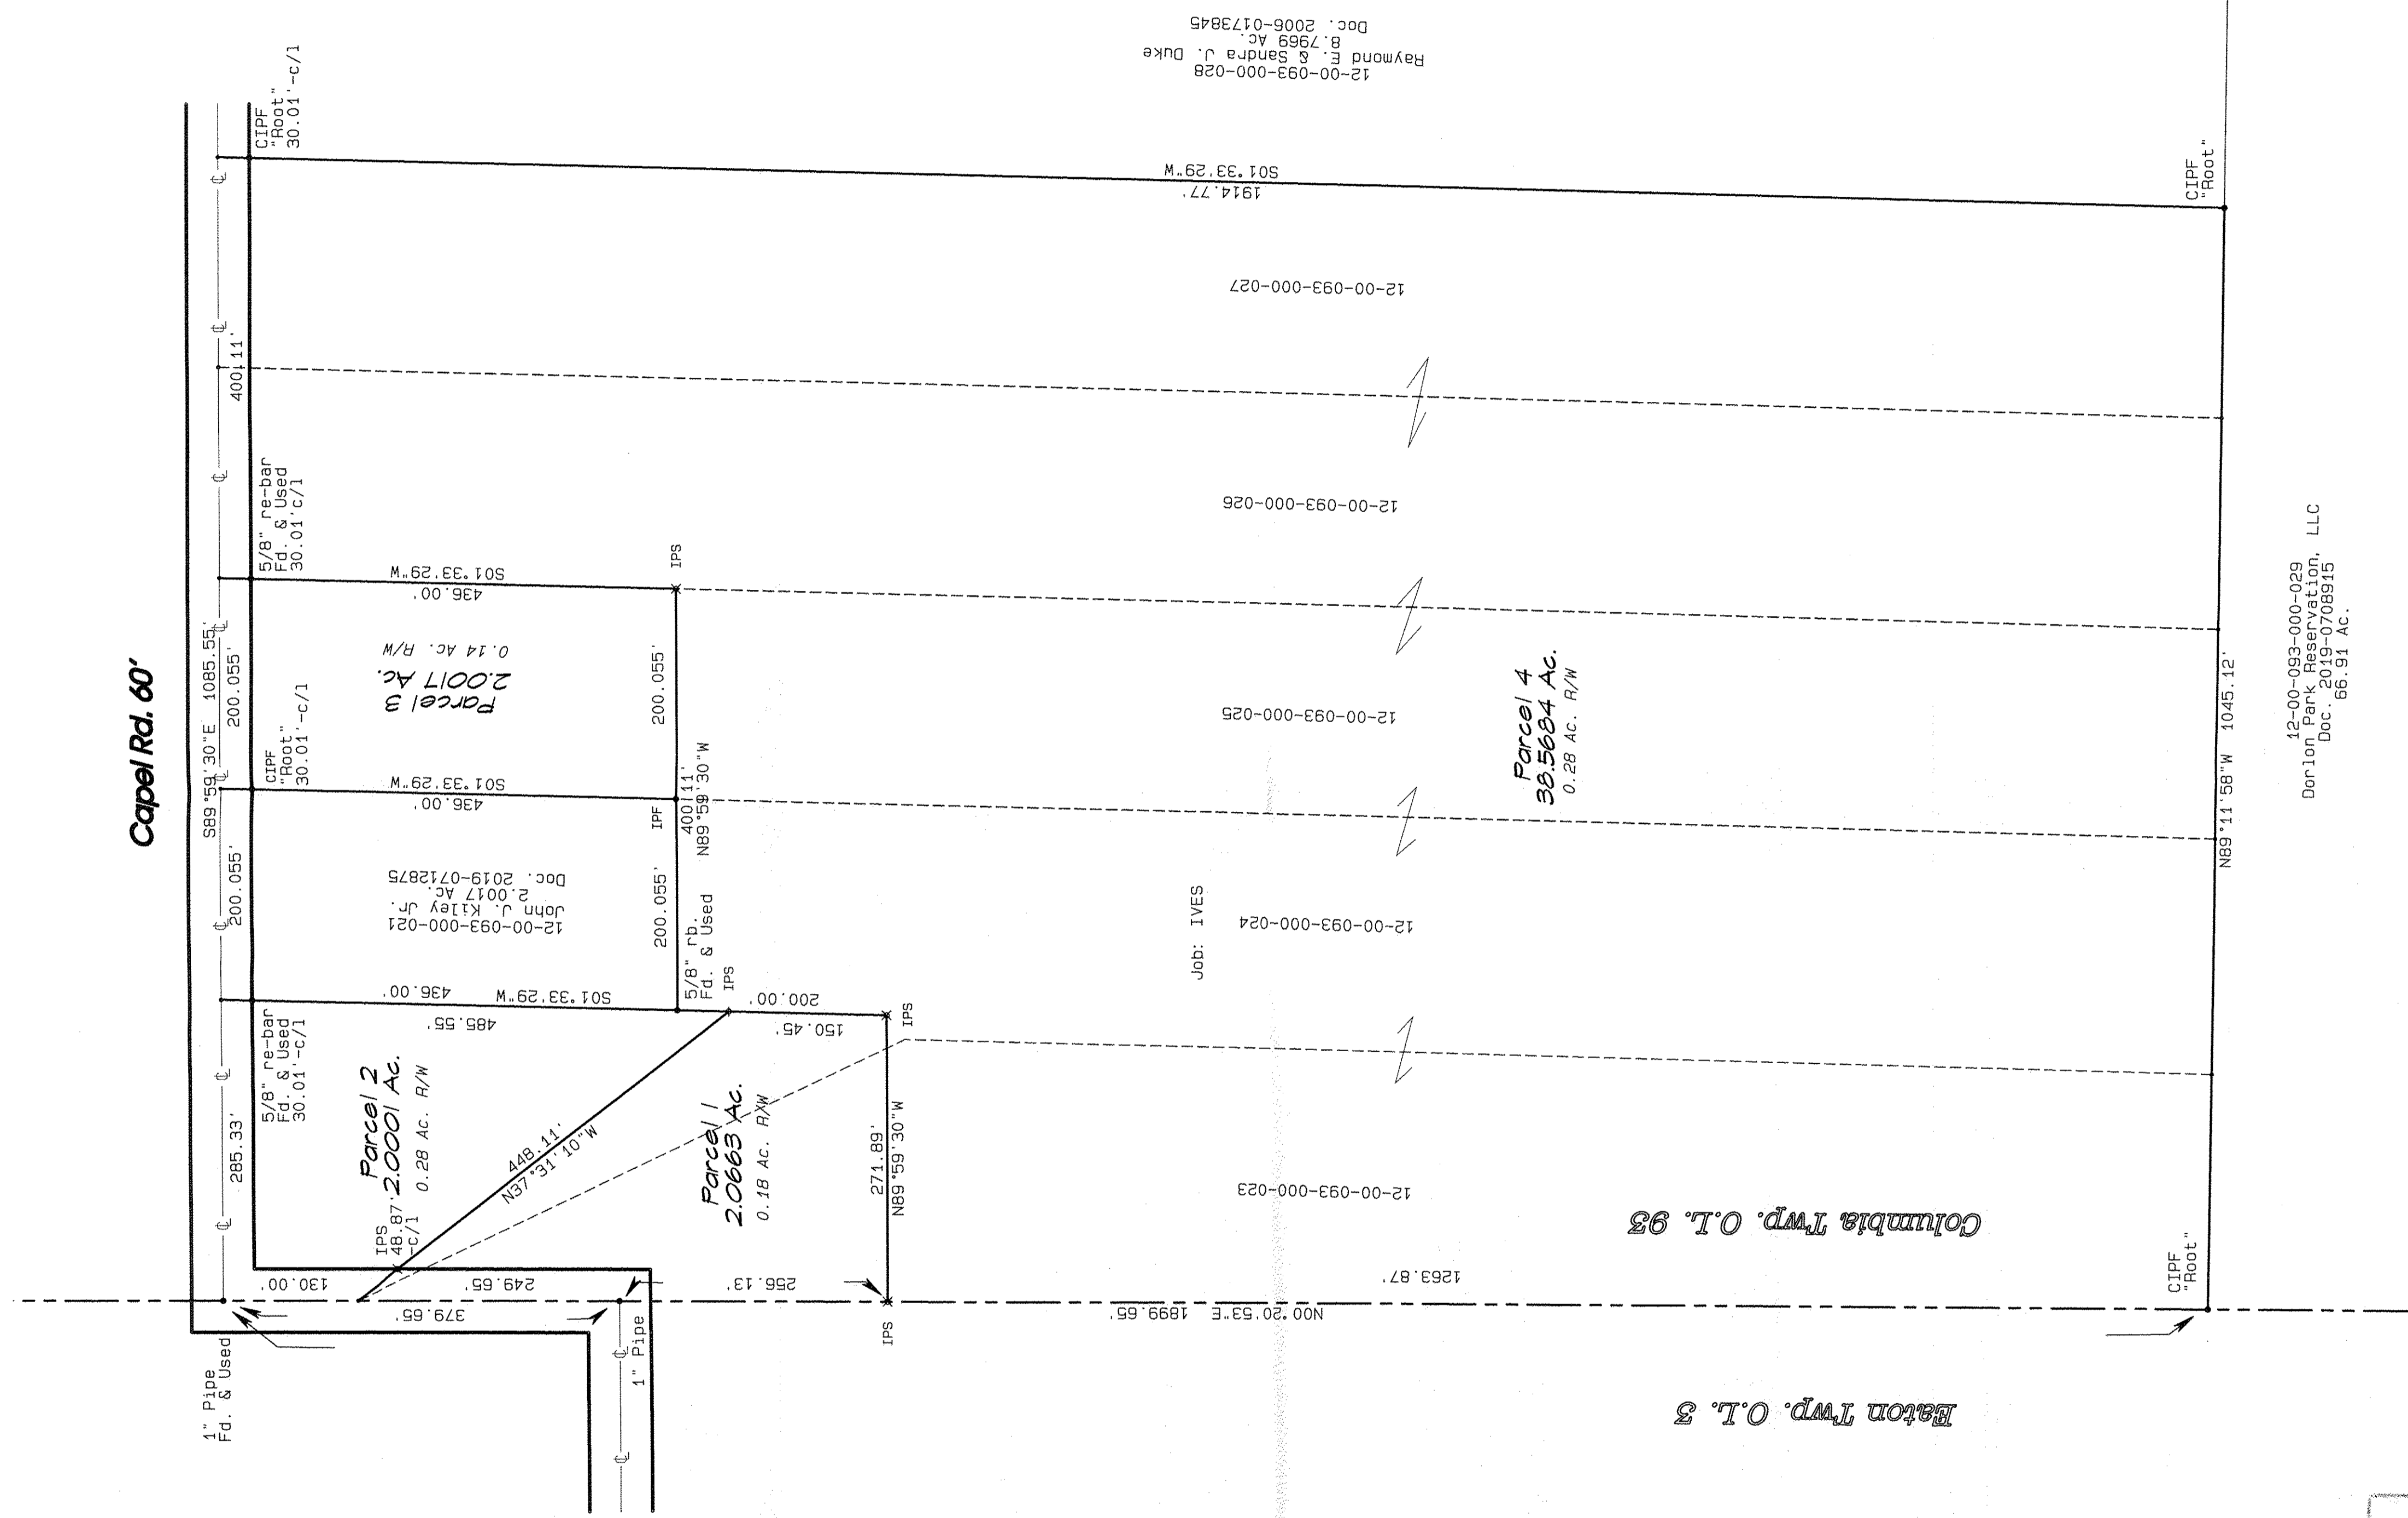 Capel Rd. 60'
S89°59'30"E 1085.55'
285.33'
200.055'
200.055'
400.11'
1" Pipe
Fd. & Used
5/8" re-bar
Fd. & Used
30.01'-c/l
CIPF
"Root"
30.01'-c/l
5/8" re-bar
Fd. & Used
30.01'c/l
CIPF
"Root"
30.01'-c/l
12-00-093-000-028
Raymond E. & Sandra J. Duke
8.7969 Ac.
Doc. 2006-0173845
S01°33'29"W
1914.77'
CIPF
"Root"
12-00-093-000-027
12-00-093-000-026
12-00-093-000-025
12-00-093-000-024
12-00-093-000-023
S01°33'29"W
436.00'
IPS
Parcel 3
2.0017 Ac.
0.14 Ac. R/W
200.055'
S01°33'29"W
436.00'
IPF
400.11'
N89°59'30"W
12-00-093-000-021
John J. Kiley Jr.
2.0017 Ac.
Doc. 2019-0712875
200.055'
5/8" rb.
Fd. & Used
IPS
S01°33'29"W
436.00'
485.55'
200.00'
150.45'
IPS
Parcel 2
2.0001 Ac.
0.28 Ac. R/W
IPS
48.87'
-c/l
448.11'
N37°31'10"W
Parcel 1
2.0663 Ac.
0.18 Ac. R/W
271.89'
N89°59'30"W
Job: IVES
Parcel 4
38.5684 Ac.
0.28 Ac. R/W
130.00'
249.65'
379.65'
256.13'
1" Pipe
IPS
1263.87'
N00°20'53"E 1899.65'
Columbia Twp. O.L. 93
Eaton Twp. O.L. 3
CIPF
"Root"
N89°11'58"W 1045.12'
12-00-093-000-029
Dorlon Park Reservation, LLC
Doc. 2019-0708915
66.91 Ac.